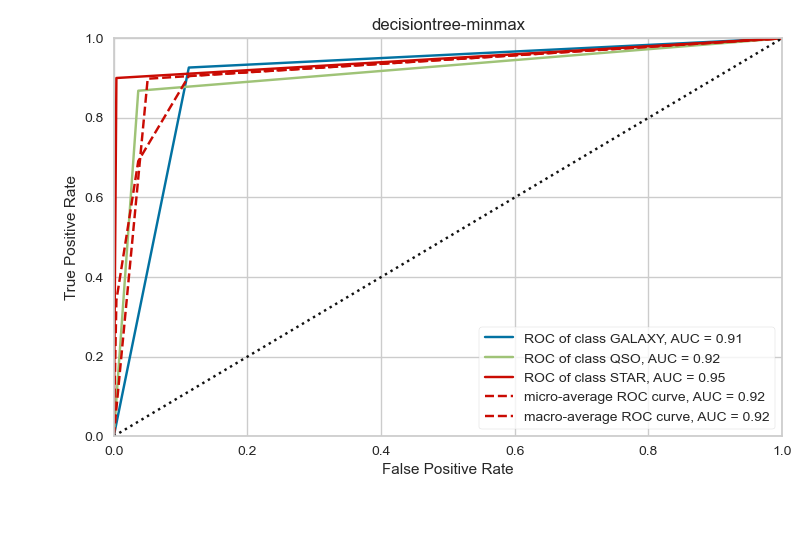 decisiontree-minmax
True Positive Rate
1.0
0.8
0.6
0.4
0.2
0.0
ROC of class GALAXY, AUC = 0.91
ROC of class QSO, AUC = 0.92
ROC of class STAR, AUC = 0.95
micro-average ROC curve, AUC = 0.92
macro-average ROC curve, AUC = 0.92
0.0 0.2 0.4 0.6 0.8 1.0
False Positive Rate